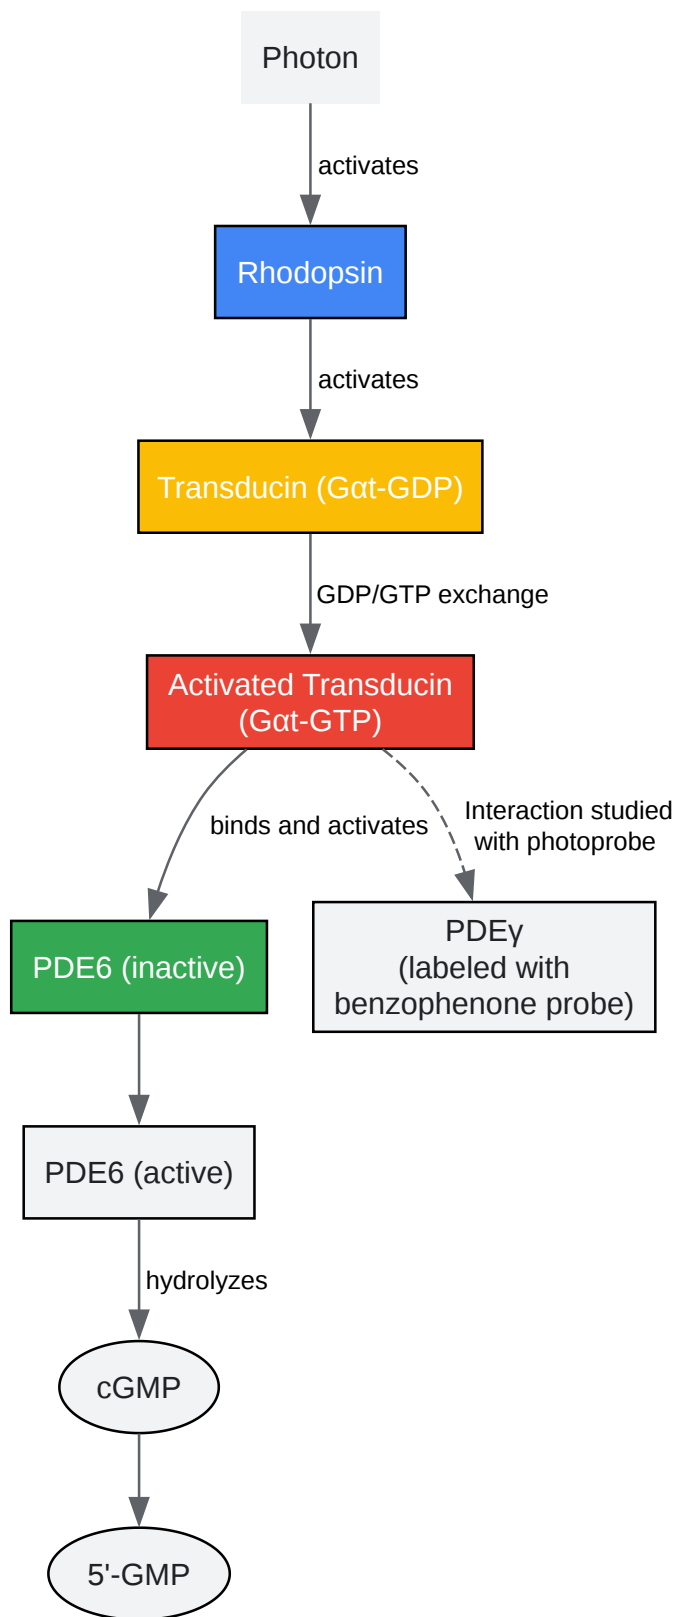 Photon
activates
Rhodopsin
activates
Transducin (Gαt-GDP)
GDP/GTP exchange
Activated Transducin
(Gαt-GTP)
binds and activates
Interaction studied
with photoprobe
PDE6 (inactive)
PDEγ
(labeled with
benzophenone probe)
PDE6 (active)
hydrolyzes
cGMP
5'-GMP